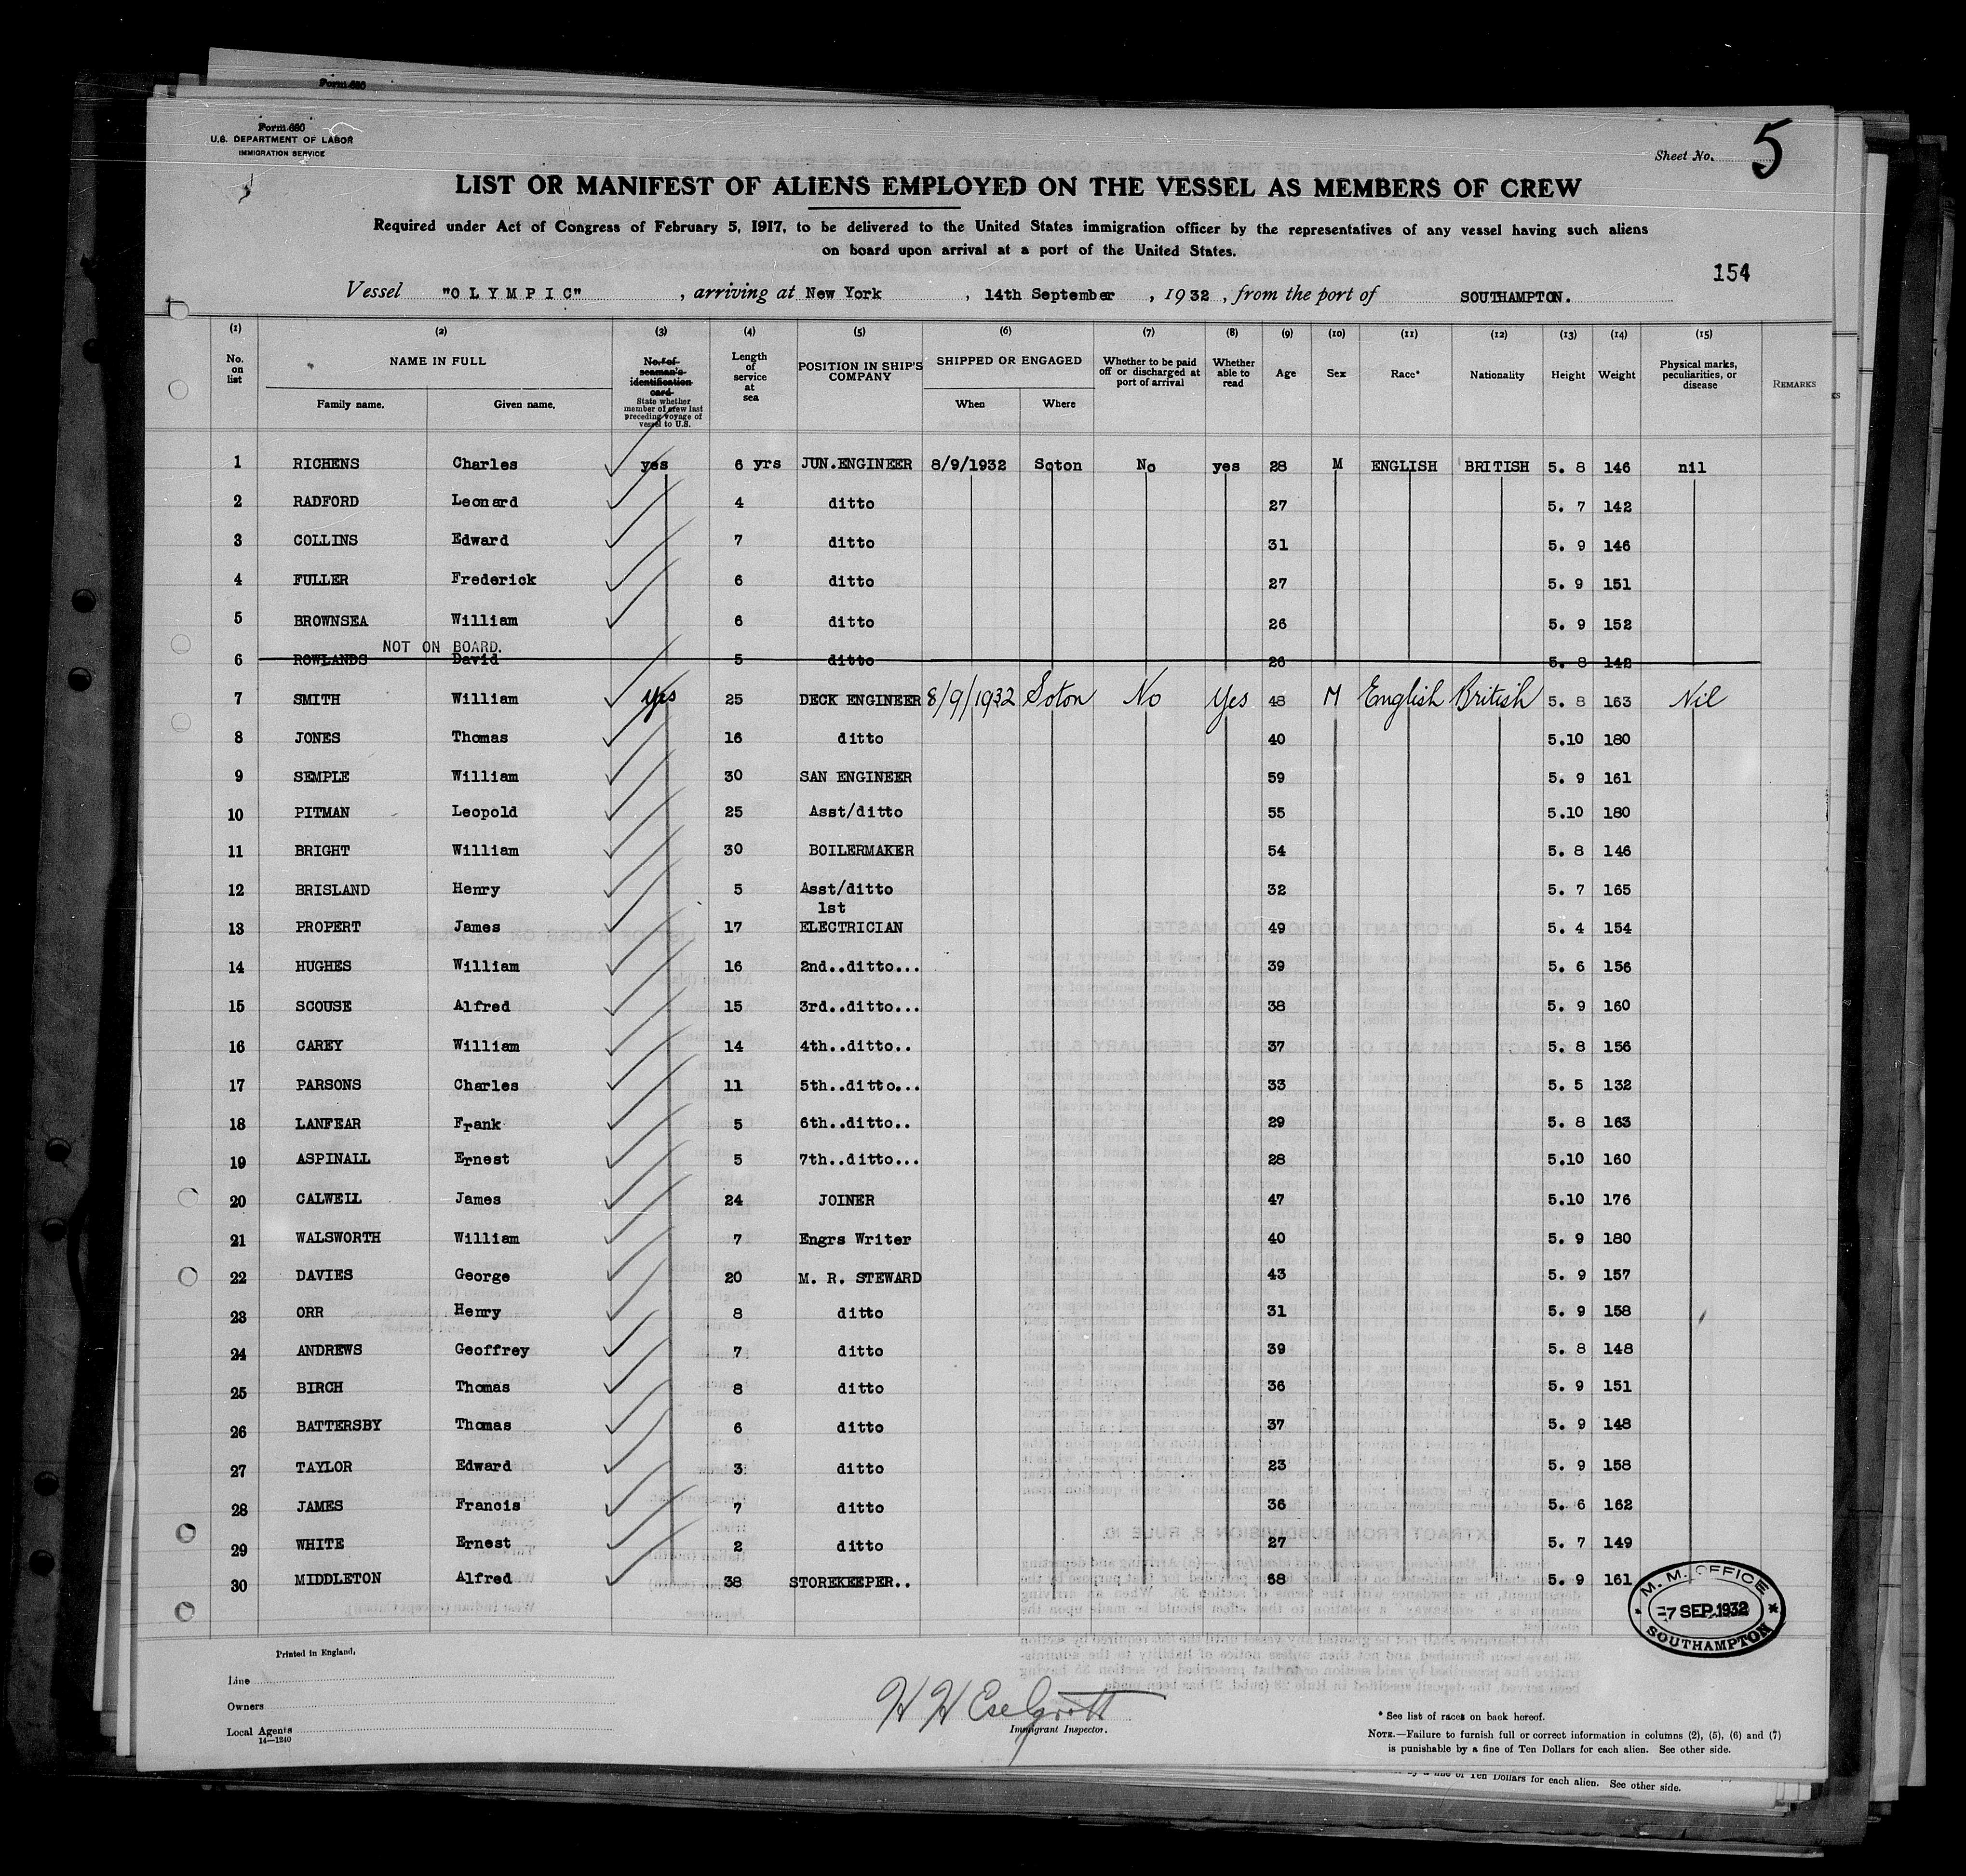 Form 680
Form 680
U.S. DEPARTMENT OF LABOR
IMMIGRATION SERVICE
Sheet No. 5
LIST OR MANIFEST OF ALIENS EMPLOYED ON THE VESSEL AS MEMBERS OF CREW
Required under Act of Congress of February 5, 1917, to be delivered to the United States immigration officer by the representatives of any vessel having such aliens
on board upon arrival at a port of the United States.
154
Vessel "OLYMPIC" , arriving at New York , 14th September , 1932 , from the port of SOUTHAMPTON.
(1) (2) (3) (4) (5) (6) (7) (8) (9) (10) (11) (12) (13) (14) (15)
No. on list NAME IN FULL Family name. Given name. No. of seaman's identification card State whether member of crew last preceding voyage of vessel to U.S. Length of service at sea POSITION IN SHIP'S COMPANY SHIPPED OR ENGAGED When Where Whether to be paid off or discharged at port of arrival Whether able to read Age Sex Race* Nationality Height Weight Physical marks, peculiarities, or disease REMARKS
1 RICHENS Charles yes 6 yrs JUN.ENGINEER 8/9/1932 Soton No yes 28 M ENGLISH BRITISH 5. 8 146 nil
2 RADFORD Leonard 4 ditto 27 5. 7 142
3 COLLINS Edward 7 ditto 31 5. 9 146
4 FULLER Frederick 6 ditto 27 5. 9 151
5 BROWNSEA William 6 ditto 26 5. 9 152
NOT ON BOARD.
6 ROWLANDS David 5 ditto 26 5. 8 142
7 SMITH William yes 25 DECK ENGINEER 8/9/1932 Soton No Yes 48 M English British 5. 8 163 Nil
8 JONES Thomas 16 ditto 40 5.10 180
9 SEMPLE William 30 SAN ENGINEER 59 5. 9 161
10 PITMAN Leopold 25 Asst/ditto 55 5.10 180
11 BRIGHT William 30 BOILERMAKER 54 5. 8 146
12 BRISLAND Henry 5 Asst/ditto 32 5. 7 165
1st
13 PROPERT James 17 ELECTRICIAN 49 5. 4 154
14 HUGHES William 16 2nd..ditto... 39 5. 6 156
15 SCOUSE Alfred 15 3rd..ditto... 38 5. 9 160
16 CAREY William 14 4th..ditto.. 37 5. 8 156
17 PARSONS Charles 11 5th..ditto... 33 5. 5 132
18 LANFEAR Frank 5 6th..ditto.. 29 5. 8 163
19 ASPINALL Ernest 5 7th..ditto... 28 5.10 160
20 CALWELL James 24 JOINER 47 5.10 176
21 WALSWORTH William 7 Engrs Writer 40 5. 9 180
22 DAVIES George 20 M. R. STEWARD 43 5. 9 157
23 ORR Henry 8 ditto 31 5. 9 158
24 ANDREWS Geoffrey 7 ditto 39 5. 8 148
25 BIRCH Thomas 8 ditto 36 5. 9 151
26 BATTERSBY Thomas 6 ditto 37 5. 9 148
27 TAYLOR Edward 3 ditto 23 5. 9 158
28 JAMES Francis 7 ditto 36 5. 6 162
29 WHITE Ernest 2 ditto 27 5. 7 149
30 MIDDLETON Alfred 38 STOREKEEPER.. 58 5. 9 161
M. M. OFFICE
-7 SEP.1932
SOUTHAMPTON
Printed in England.
Line
Owners
Local Agents
14—1240
H H
Immigrant Inspector.
* See list of races on back hereof.
NOTE.—Failure to furnish full or correct information in columns (2), (5), (6) and (7)
is punishable by a fine of Ten Dollars for each alien. See other side.
by a fine of Ten Dollars for each alien. See other side.